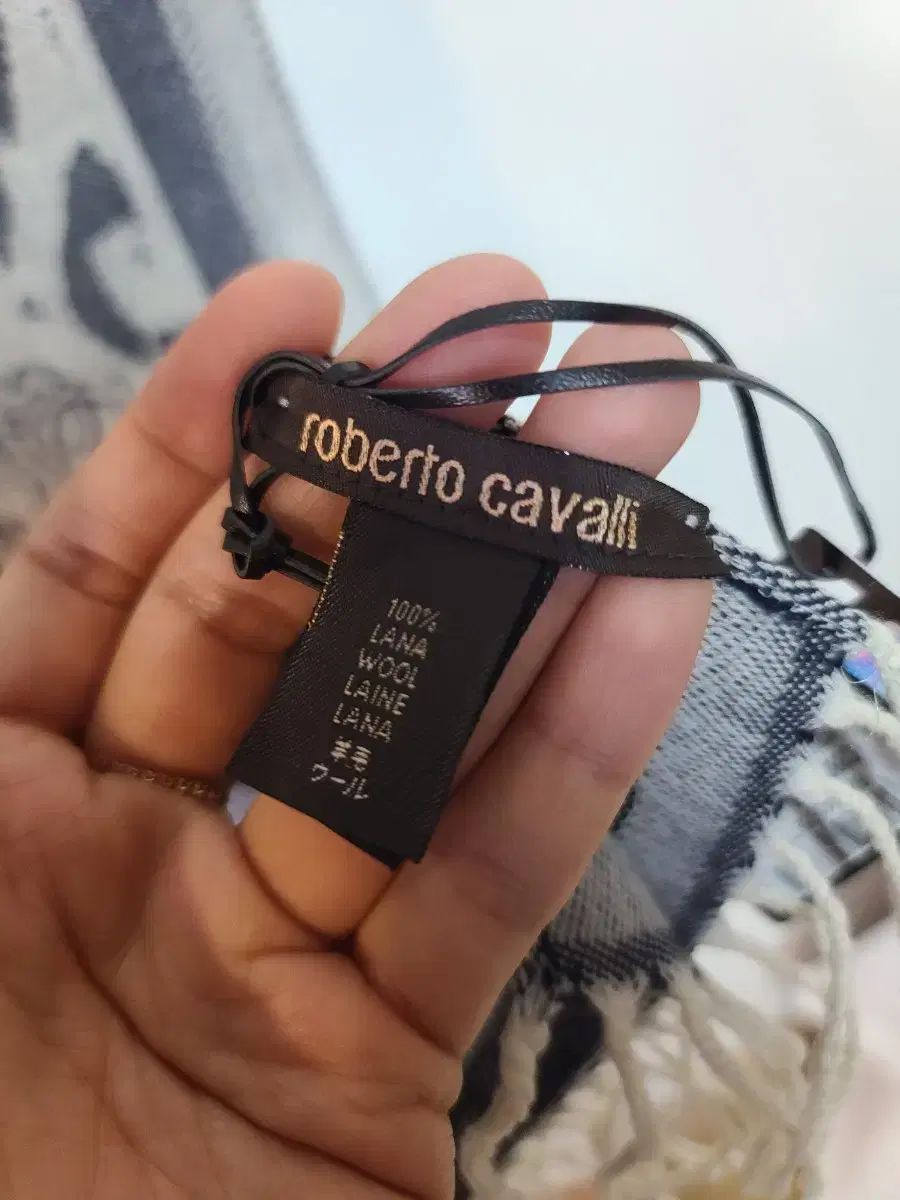 roberto cavalli
100%
LANA
WOOL
LAINE
LANA
羊毛
ウール